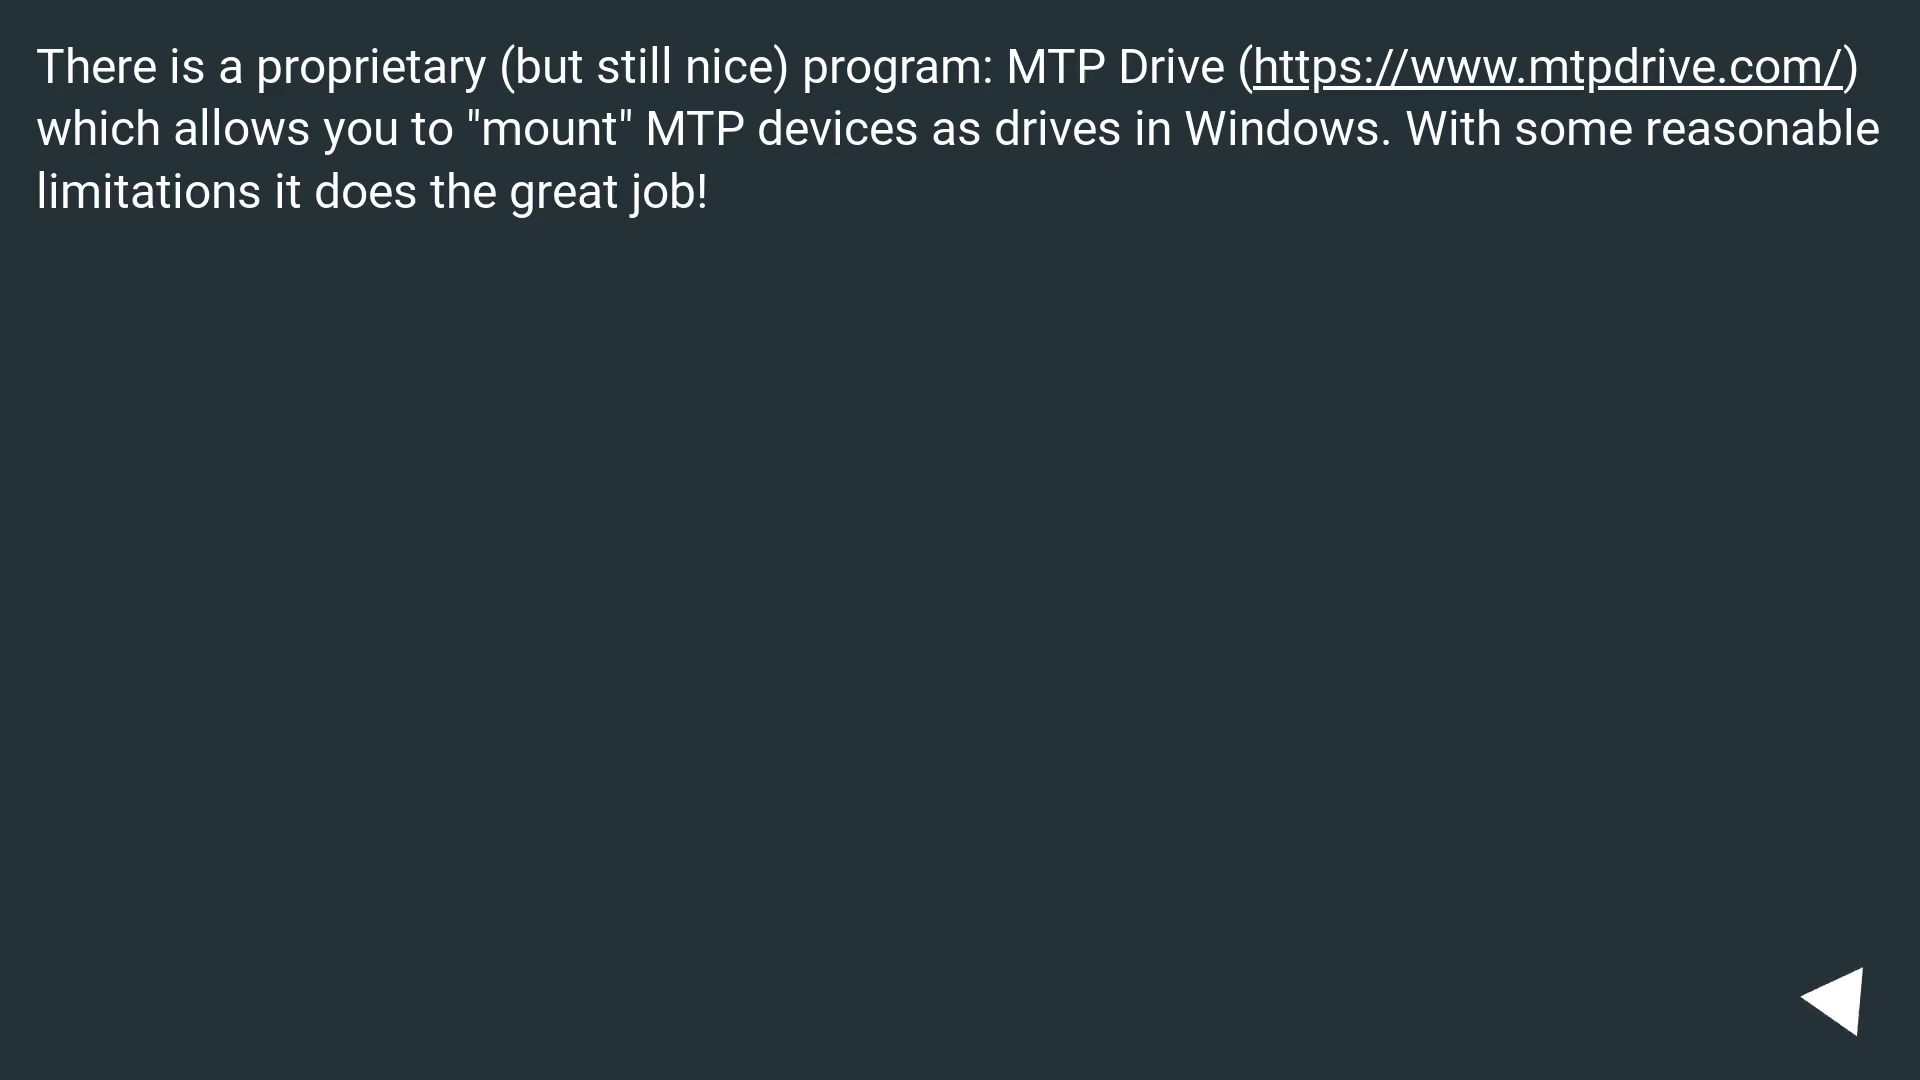 There is a proprietary (but still nice) program: MTP Drive (https://www.mtpdrive.com/)
which allows you to "mount" MTP devices as drives in Windows. With some reasonable
limitations it does the great job!